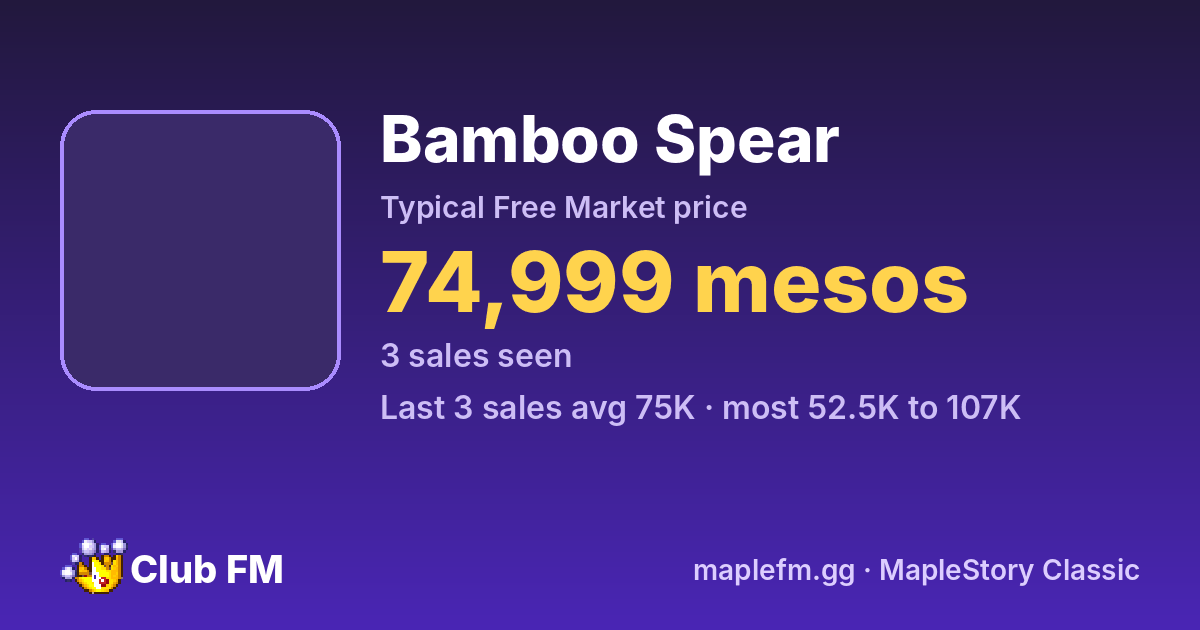 Bamboo Spear
Typical Free Market price
74,999 mesos
3 sales seen
Last 3 sales avg 75K · most 52.5K to 107K
Club FM
maplefm.gg · MapleStory Classic